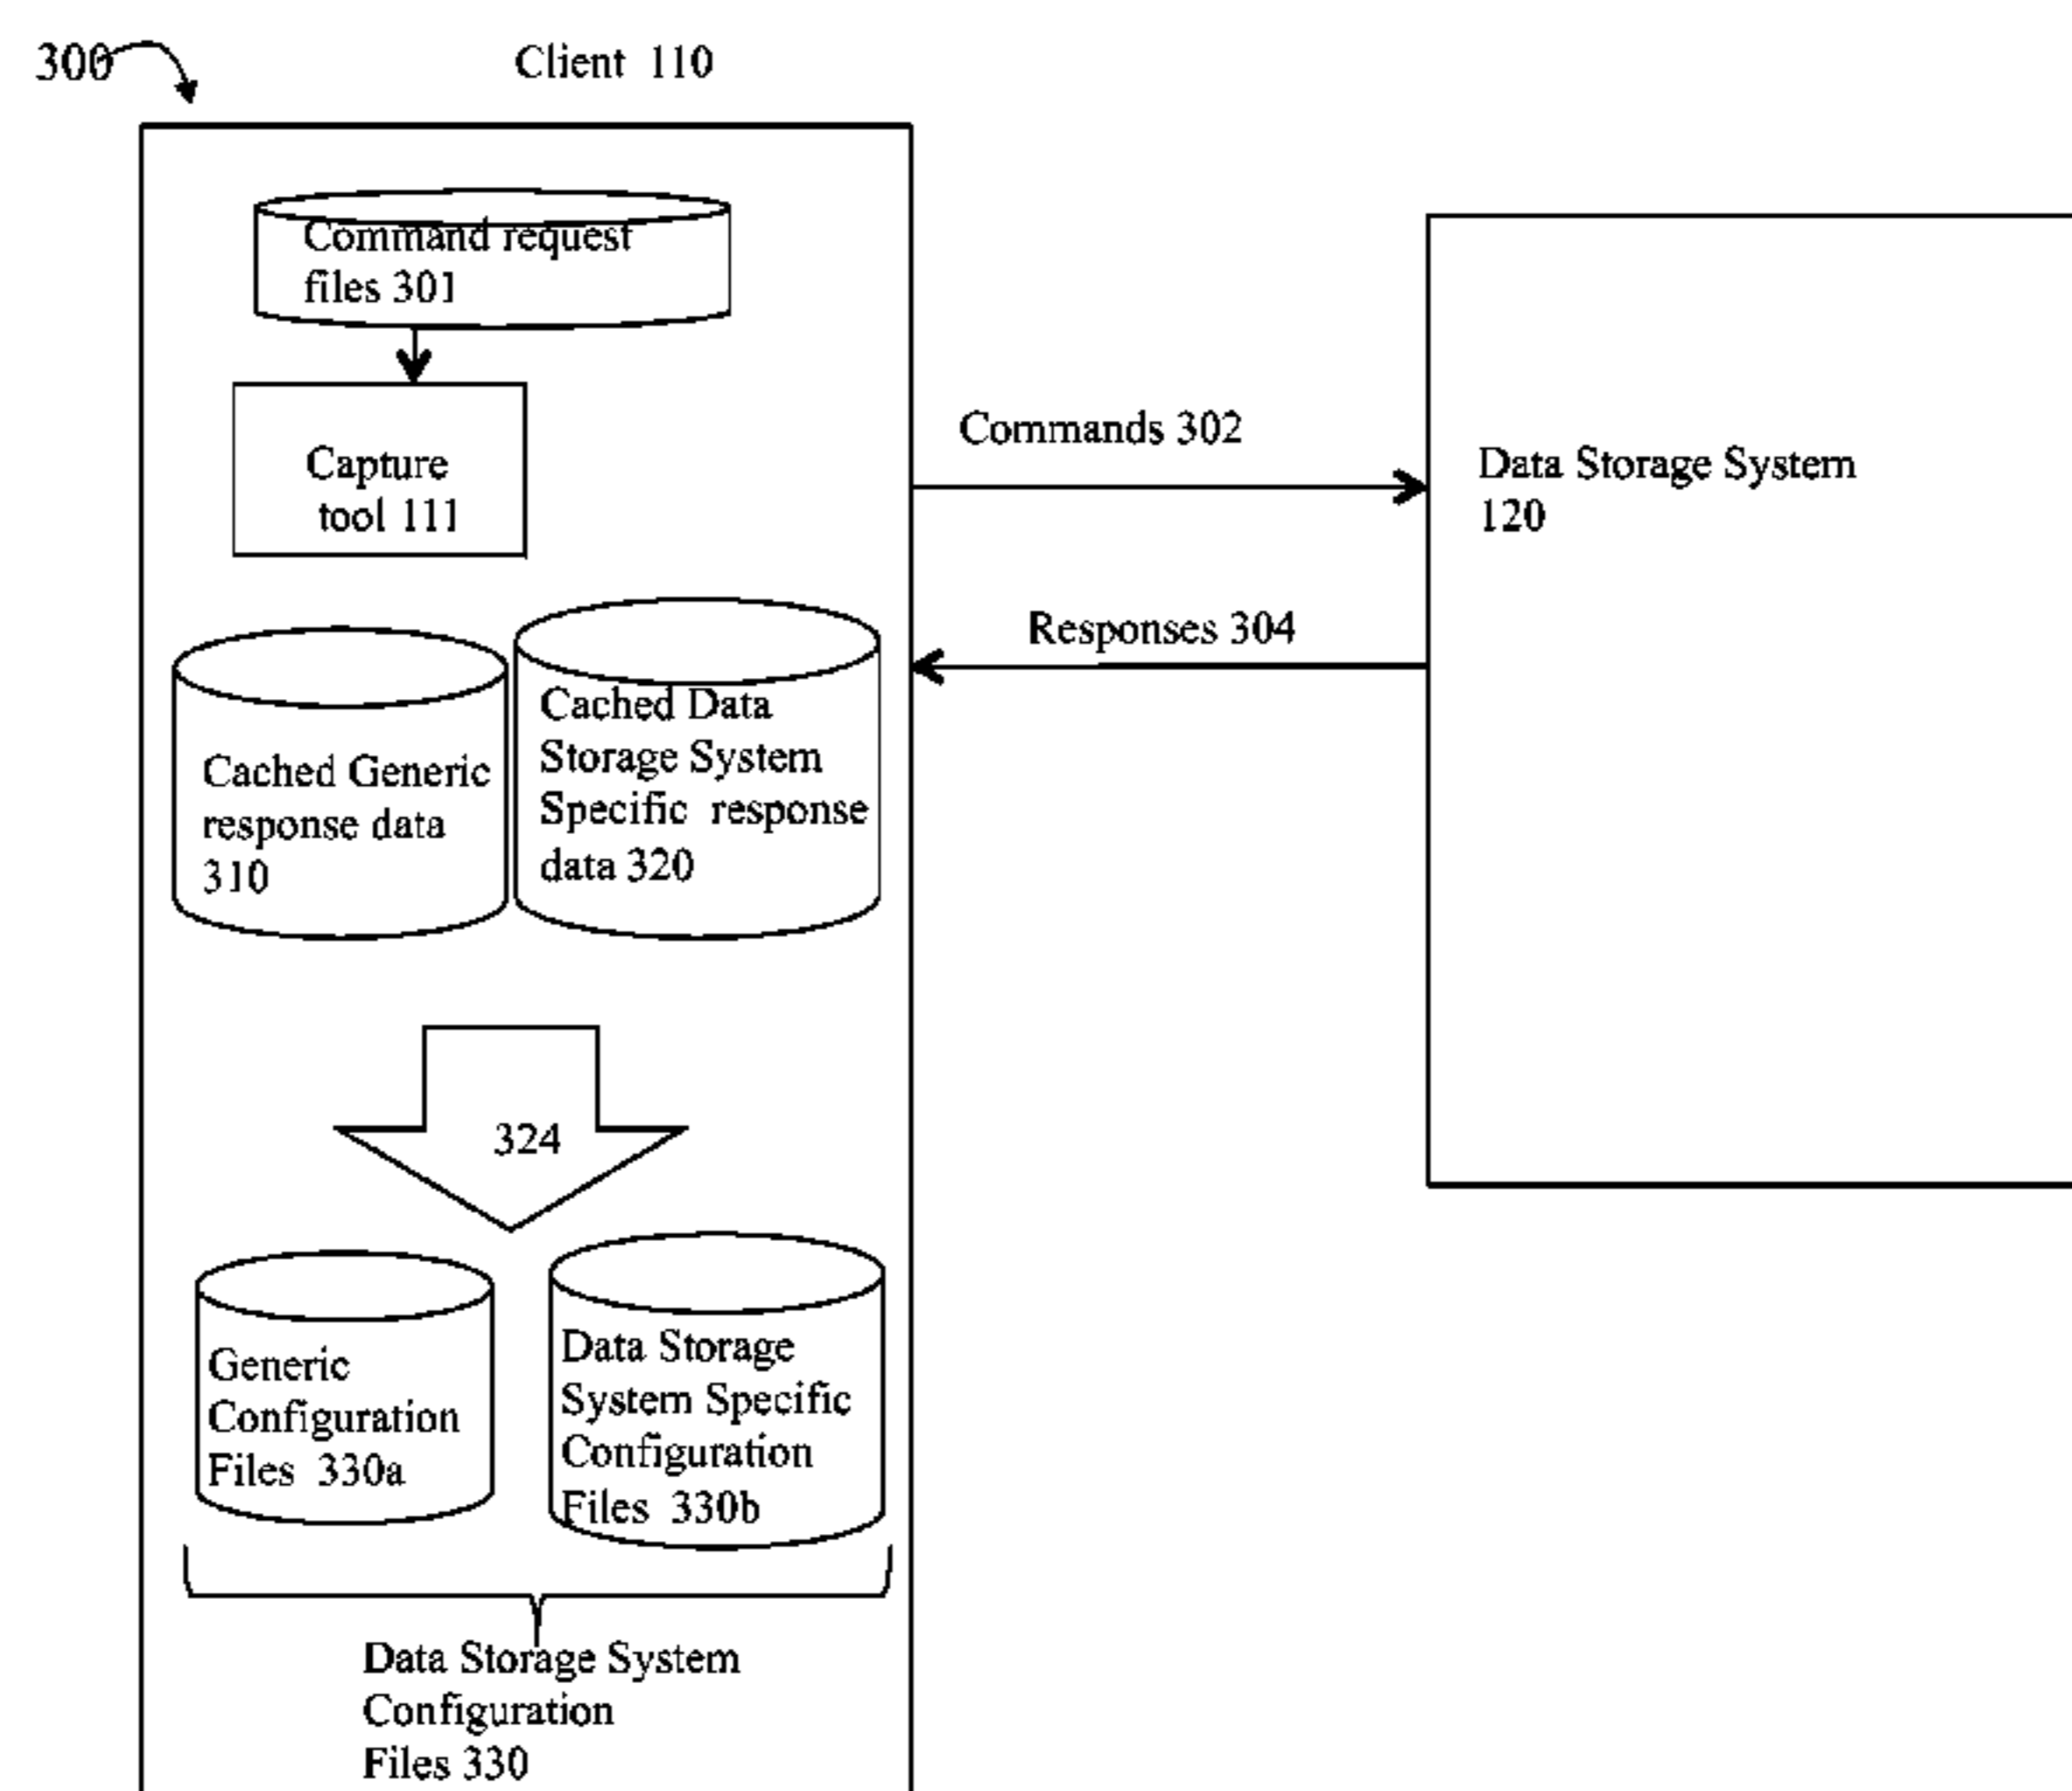 300
Client 110
Command request
files 301
Capture
tool 111
Commands 302
Data Storage System
120
Responses 304
Cached Generic
response data
310
Cached Data
Storage System
Specific response
data 320
324
Generic
Configuration
Files 330a
Data Storage
System Specific
Configuration
Files 330b
Data Storage System
Configuration
Files 330